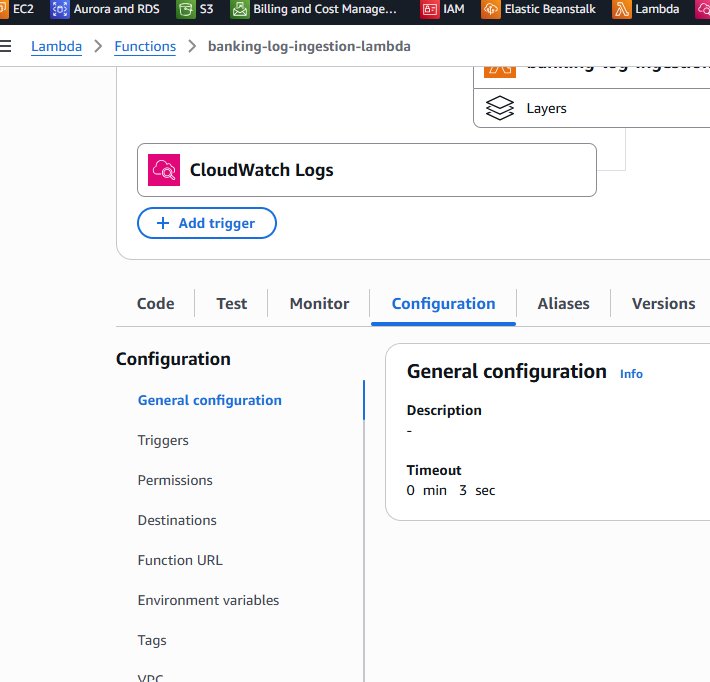 EC2 Aurora and RDS S3 Billing and Cost Manage... IAM Elastic Beanstalk Lambda
Lambda Functions banking-log-ingestion-lambda
Layers
CloudWatch Logs
+ Add trigger
Code Test Monitor Configuration Aliases Versions
Configuration
General configuration
Triggers
Permissions
Destinations
Function URL
Environment variables
Tags
VPC
General configuration Info
Description
-
Timeout
0 min 3 sec